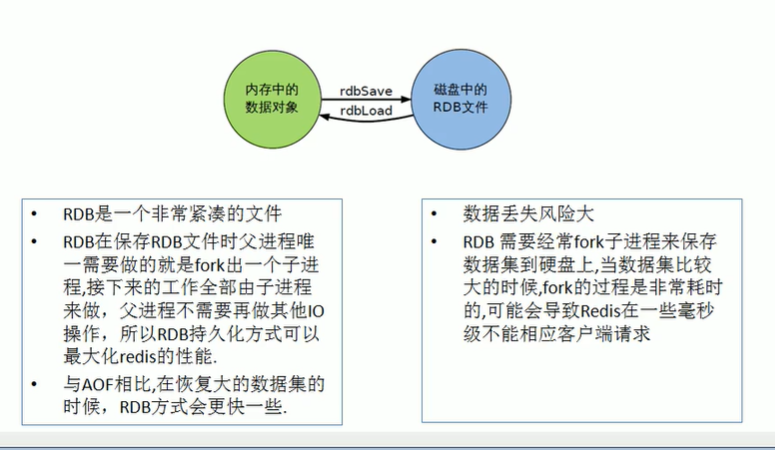 内存中的
数据对象
rdbSave
rdbLoad
磁盘中的
RDB文件
• RDB是一个非常紧凑的文件
• RDB在保存RDB文件时父进程唯
一需要做的就是fork出一个子进
程,接下来的工作全部由子进程
来做，父进程不需要再做其他IO
操作，所以RDB持久化方式可以
最大化redis的性能.
• 与AOF相比,在恢复大的数据集的
时候，RDB方式会更快一些.
• 数据丢失风险大
• RDB 需要经常fork子进程来保存
数据集到硬盘上,当数据集比较
大的时候,fork的过程是非常耗时
的,可能会导致Redis在一些毫秒
级不能相应客户端请求